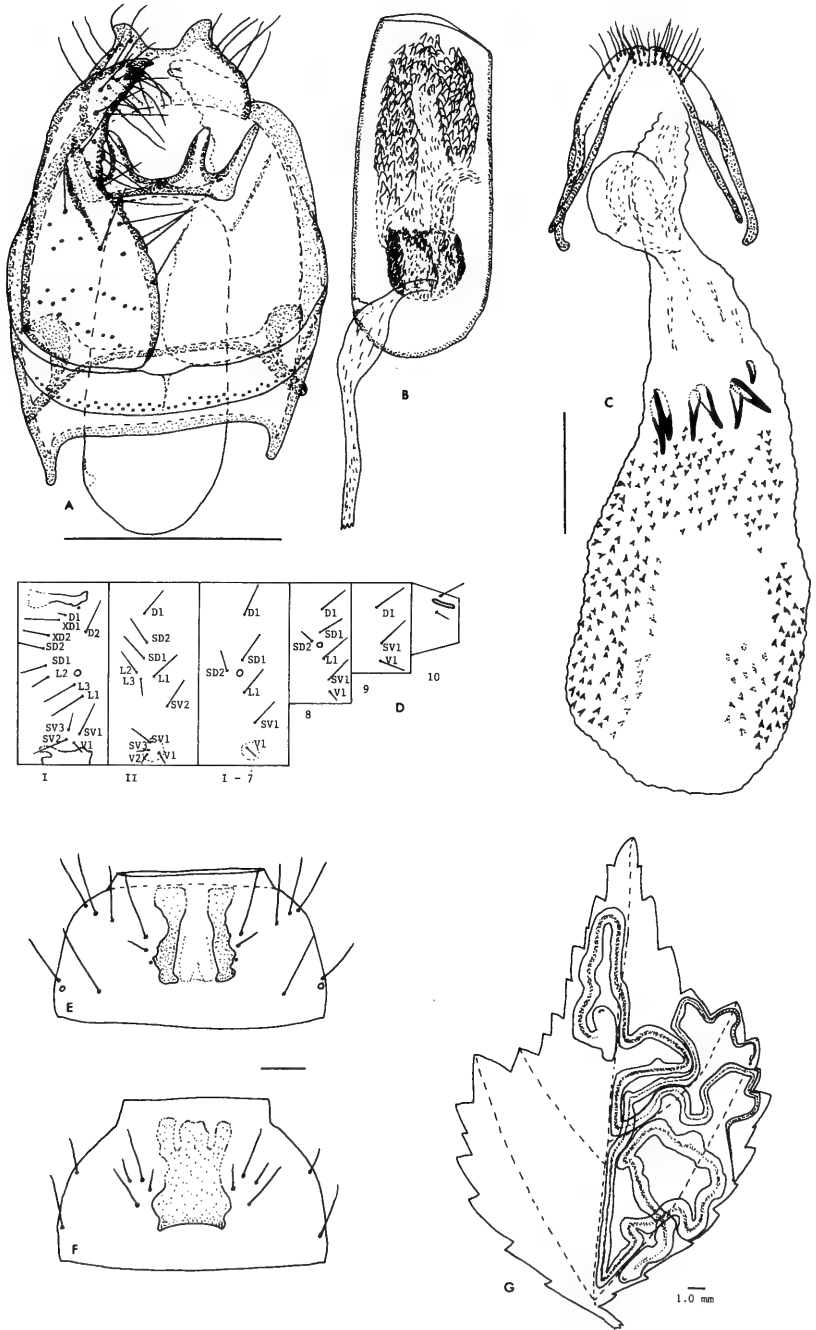 A
B
C
D1
XD1
XD2
D2
SD2
SD1
L2
L3
L1
SV3
SV1
SV2
V1
I
D1
SD2
SD1
L2
L3
L1
SV2
SV1
SV3
V2
V1
II
D1
SD1
SD2
L1
SV1
V1
I - 7
D1
SD1
SD2
L1
SV1
V1
8
D1
SV1
V1
9
10
D
E
F
G
1.0 mm